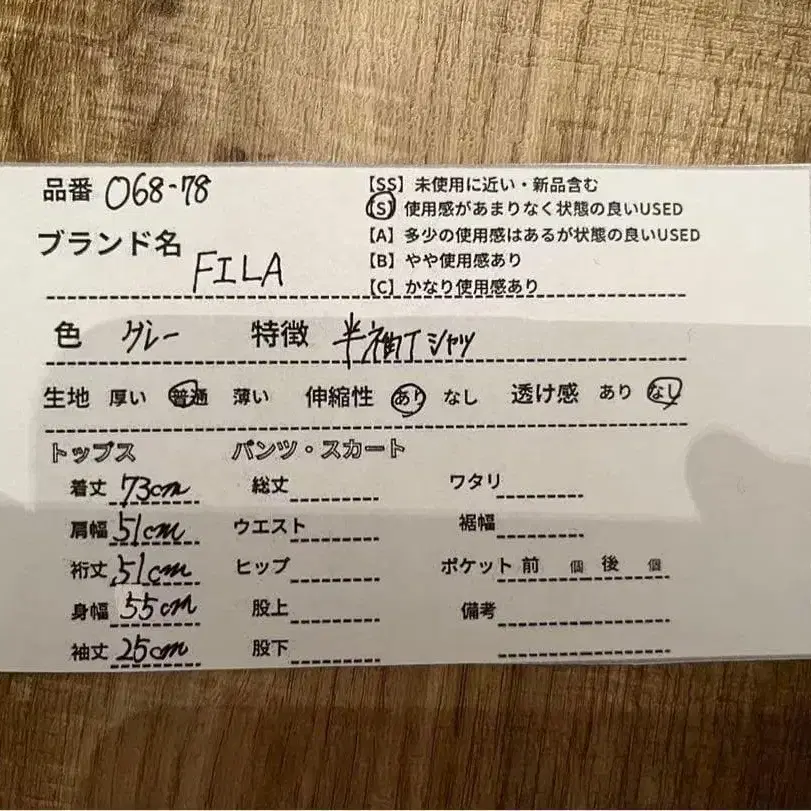 品番 068-78
【SS】未使用に近い・新品含む
【S】使用感があまりなく状態の良いUSED
【A】多少の使用感はあるが状態の良いUSED
【B】やや使用感あり
【C】かなり使用感あり
ブランド名 FILA
色 グレー 特徴 半袖Tシャツ
生地 厚い 普通 薄い 伸縮性 あり なし 透け感 あり なし
トップス パンツ・スカート
着丈 73cm 総丈 ワタリ
肩幅 51cm ウエスト 裾幅
裄丈 51cm ヒップ ポケット 前 個 後 個
身幅 55cm 股上 備考
袖丈 25cm 股下